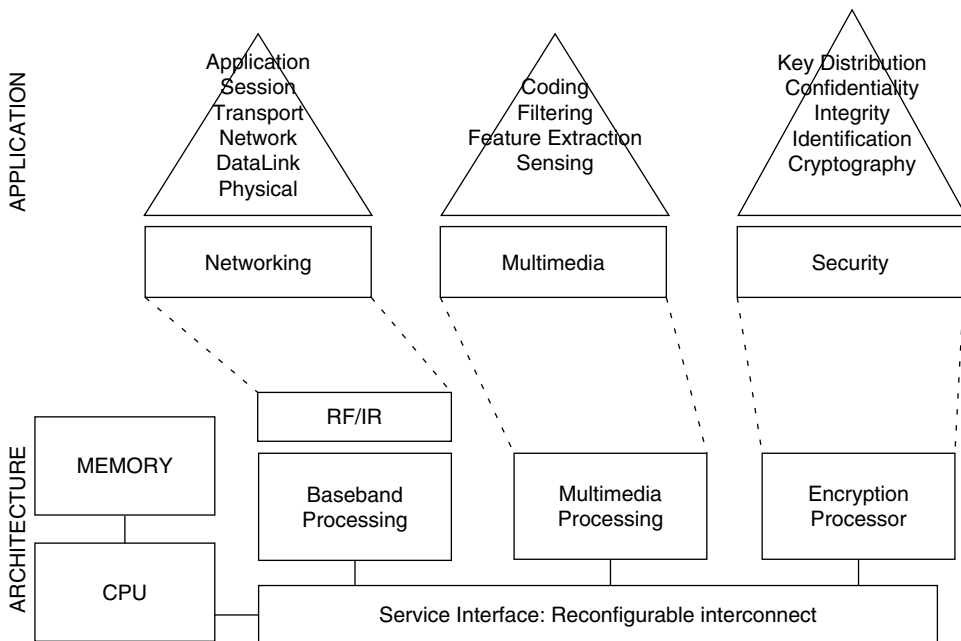 APPLICATION
Application
Session
Transport
Network
DataLink
Physical
Networking
Coding
Filtering
Feature Extraction
Sensing
Multimedia
Key Distribution
Confidentiality
Integrity
Identification
Cryptography
Security
ARCHITECTURE
MEMORY
CPU
RF/IR
Baseband
Processing
Multimedia
Processing
Encryption
Processor
Service Interface: Reconfigurable interconnect